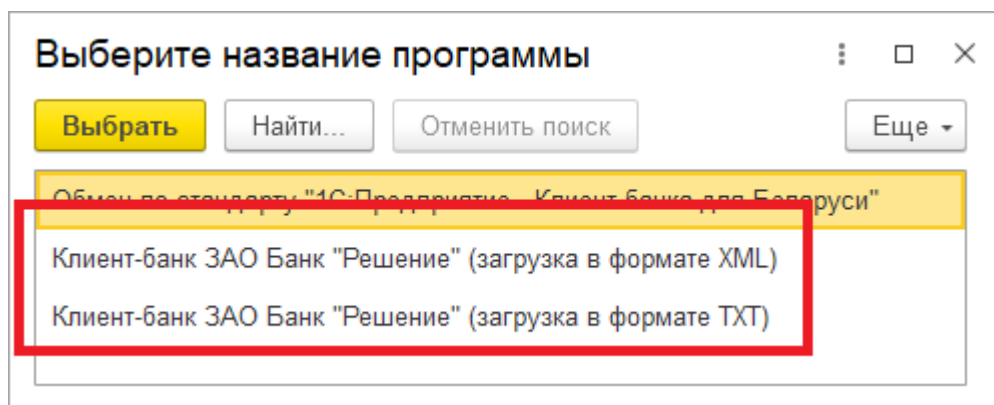 Выберите название программы
Выбрать Найти... Отменить поиск Еще
Обмен по стандарту "1С:Предприятие - Клиент банка для Беларуси"
Клиент-банк ЗАО Банк "Решение" (загрузка в формате XML)
Клиент-банк ЗАО Банк "Решение" (загрузка в формате TXT)